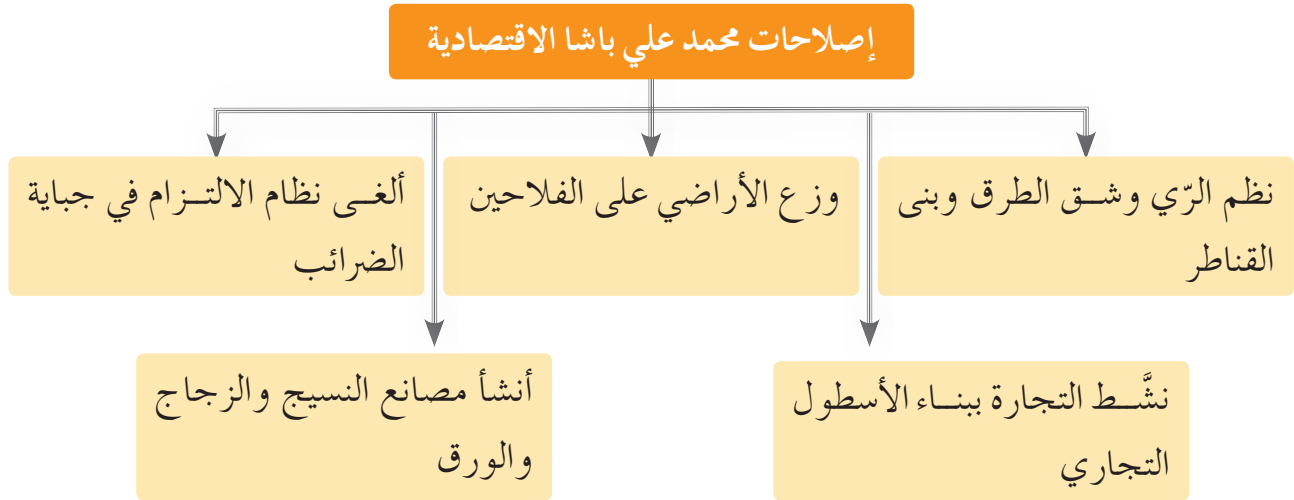 إصلاحات محمد علي باشا الاقتصادية
نظم الرّي وشق الطرق وبنى
القناطر
وزع الأراضي على الفلاحين
ألغى نظام الالتزام في جباية
الضرائب
نشَّط التجارة ببناء الأسطول
التجاري
أنشأ مصانع النسيج والزجاج
والورق